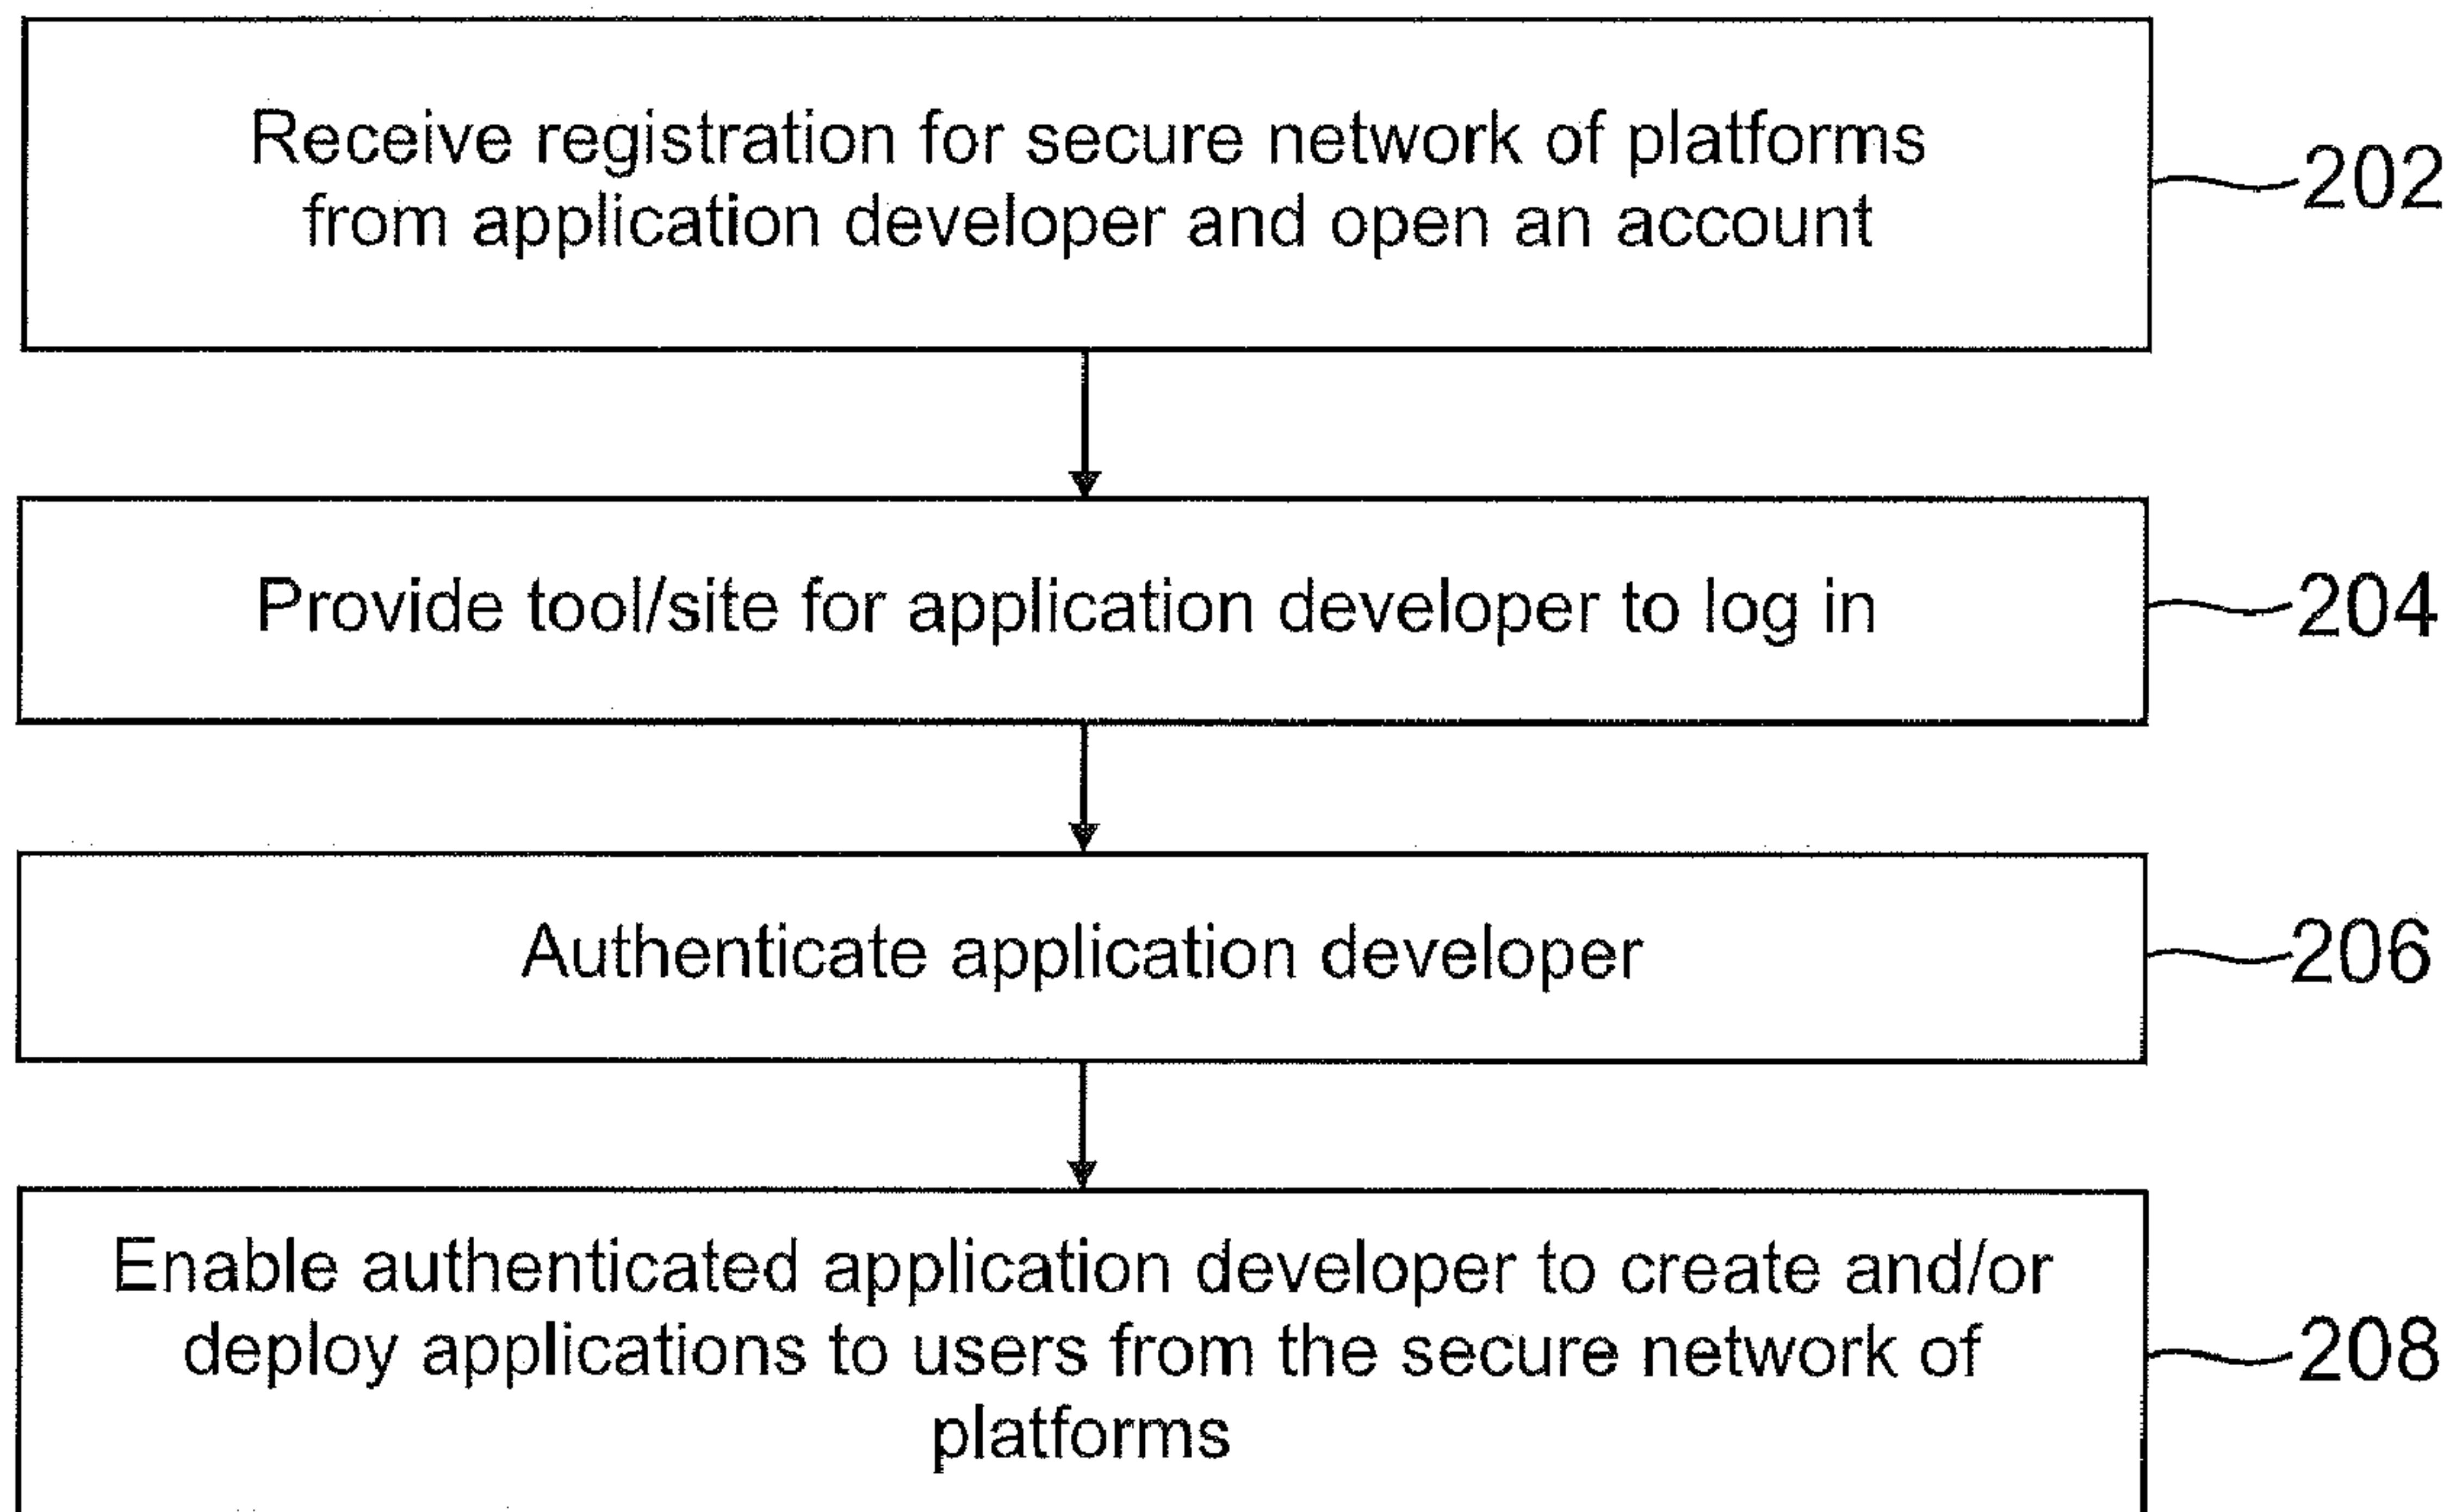 Receive registration for secure network of platforms
from application developer and open an account
202
Provide tool/site for application developer to log in
204
Authenticate application developer
206
Enable authenticated application developer to create and/or
deploy applications to users from the secure network of
platforms
208